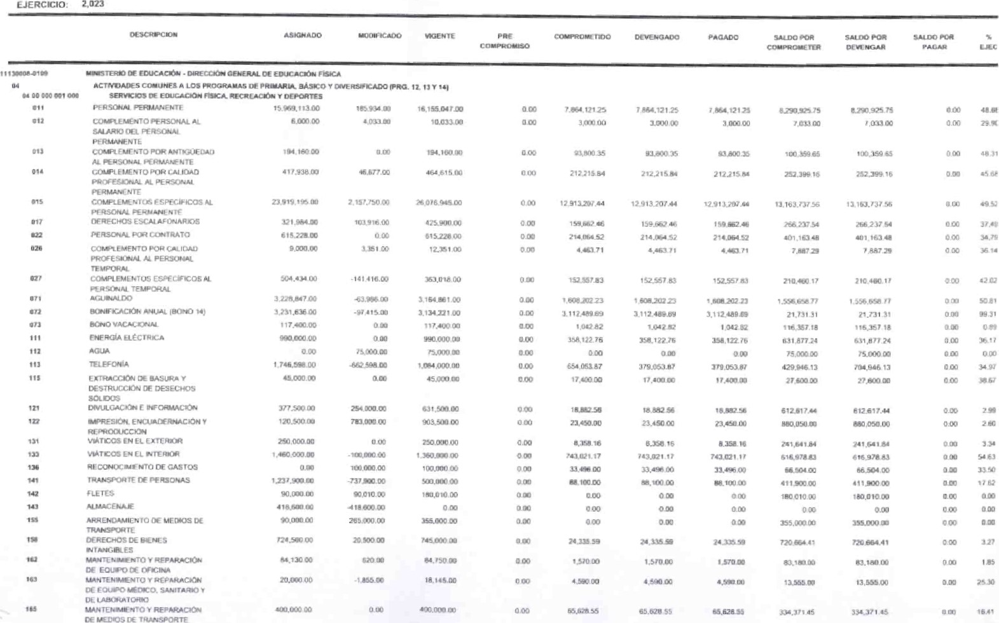 EJERCICIO: 2,023
DESCRIPCION ASIGNADO MODIFICADO VIGENTE PRE COMPROMISO COMPROMETIDO DEVENGADO PAGADO SALDO POR COMPROMETER SALDO POR DEVENGAR SALDO POR PAGAR % EJEC
11130008-0109 MINISTERIO DE EDUCACIÓN - DIRECCIÓN GENERAL DE EDUCACIÓN FÍSICA
04 ACTIVIDADES COMUNES A LOS PROGRAMAS DE PRIMARIA, BÁSICO Y DIVERSIFICADO (PRG. 12, 13 Y 14)
04 00 000 001 000 SERVICIOS DE EDUCACIÓN FÍSICA, RECREACIÓN Y DEPORTES
011 PERSONAL PERMANENTE 15,969,113.00 185,934.00 16,155,047.00 0.00 7,864,121.25 7,864,121.25 7,864,121.25 8,290,925.75 8,290,925.75 0.00 48.68
012 COMPLEMENTO PERSONAL AL 6,000.00 4,033.00 10,033.00 0.00 3,000.00 3,000.00 3,000.00 7,033.00 7,033.00 0.00 29.90
SALARIO DEL PERSONAL
PERMANENTE
013 COMPLEMENTO POR ANTIGÜEDAD 194,160.00 0.00 194,160.00 0.00 93,800.35 93,800.35 93,800.35 100,359.65 100,359.65 0.00 48.31
AL PERSONAL PERMANENTE
014 COMPLEMENTO POR CALIDAD 417,938.00 46,677.00 464,615.00 0.00 212,215.84 212,215.84 212,215.84 252,399.16 252,399.16 0.00 45.68
PROFESIONAL AL PERSONAL
PERMANENTE
015 COMPLEMENTOS ESPECÍFICOS AL 23,919,195.00 2,157,750.00 26,076,945.00 0.00 12,913,207.44 12,913,207.44 12,913,207.44 13,163,737.56 13,163,737.56 0.00 49.52
PERSONAL PERMANENTE
017 DERECHOS ESCALAFONARIOS 321,984.00 103,916.00 425,900.00 0.00 159,662.46 159,662.46 159,662.46 266,237.54 266,237.54 0.00 37.49
022 PERSONAL POR CONTRATO 615,228.00 0.00 615,228.00 0.00 214,064.52 214,064.52 214,064.52 401,163.48 401,163.48 0.00 34.79
026 COMPLEMENTO POR CALIDAD 9,000.00 3,351.00 12,351.00 0.00 4,463.71 4,463.71 4,463.71 7,887.29 7,887.29 0.00 36.14
PROFESIONAL AL PERSONAL
TEMPORAL
027 COMPLEMENTOS ESPECÍFICOS AL 504,434.00 -141,416.00 363,018.00 0.00 152,557.83 152,557.83 152,557.83 210,460.17 210,460.17 0.00 42.02
PERSONAL TEMPORAL
071 AGUINALDO 3,228,847.00 -63,986.00 3,164,861.00 0.00 1,608,202.23 1,608,202.23 1,608,202.23 1,556,658.77 1,556,658.77 0.00 50.81
072 BONIFICACIÓN ANUAL (BONO 14) 3,231,636.00 -97,415.00 3,134,221.00 0.00 3,112,489.69 3,112,489.69 3,112,489.69 21,731.31 21,731.31 0.00 99.31
073 BONO VACACIONAL 117,400.00 0.00 117,400.00 0.00 1,042.82 1,042.82 1,042.82 116,357.18 116,357.18 0.00 0.89
111 ENERGÍA ELÉCTRICA 990,000.00 0.00 990,000.00 0.00 358,122.76 358,122.76 358,122.76 631,877.24 631,877.24 0.00 36.17
112 AGUA 0.00 75,000.00 75,000.00 0.00 0.00 0.00 0.00 75,000.00 75,000.00 0.00 0.00
113 TELEFONÍA 1,746,598.00 -662,598.00 1,084,000.00 0.00 654,053.87 379,053.87 379,053.87 429,946.13 704,946.13 0.00 34.97
115 EXTRACCIÓN DE BASURA Y 45,000.00 0.00 45,000.00 0.00 17,400.00 17,400.00 17,400.00 27,600.00 27,600.00 0.00 38.67
DESTRUCCIÓN DE DESECHOS
SÓLIDOS
121 DIVULGACIÓN E INFORMACIÓN 377,500.00 254,000.00 631,500.00 0.00 18,882.56 18,882.56 18,882.56 612,617.44 612,617.44 0.00 2.99
122 IMPRESIÓN, ENCUADERNACIÓN Y 120,500.00 783,000.00 903,500.00 0.00 23,450.00 23,450.00 23,450.00 880,050.00 880,050.00 0.00 2.60
REPRODUCCIÓN
131 VIÁTICOS EN EL EXTERIOR 250,000.00 0.00 250,000.00 0.00 8,358.16 8,358.16 8,358.16 241,641.84 241,641.84 0.00 3.34
133 VIÁTICOS EN EL INTERIOR 1,460,000.00 -100,000.00 1,360,000.00 0.00 743,021.17 743,021.17 743,021.17 616,978.83 616,978.83 0.00 54.63
136 RECONOCIMIENTO DE GASTOS 0.00 100,000.00 100,000.00 0.00 33,496.00 33,496.00 33,496.00 66,504.00 66,504.00 0.00 33.50
141 TRANSPORTE DE PERSONAS 1,237,900.00 -737,900.00 500,000.00 0.00 88,100.00 88,100.00 88,100.00 411,900.00 411,900.00 0.00 17.62
142 FLETES 90,000.00 90,010.00 180,010.00 0.00 0.00 0.00 0.00 180,010.00 180,010.00 0.00 0.00
143 ALMACENAJE 418,600.00 -418,600.00 0.00 0.00 0.00 0.00 0.00 0.00 0.00 0.00 0.00
155 ARRENDAMIENTO DE MEDIOS DE 90,000.00 265,000.00 355,000.00 0.00 0.00 0.00 0.00 355,000.00 355,000.00 0.00 0.00
TRANSPORTE
158 DERECHOS DE BIENES 724,500.00 20,500.00 745,000.00 0.00 24,335.59 24,335.59 24,335.59 720,664.41 720,664.41 0.00 3.27
INTANGIBLES
162 MANTENIMIENTO Y REPARACIÓN 84,130.00 620.00 84,750.00 0.00 1,570.00 1,570.00 1,570.00 83,180.00 83,180.00 0.00 1.85
DE EQUIPO DE OFICINA
163 MANTENIMIENTO Y REPARACIÓN 20,000.00 -1,855.00 18,145.00 0.00 4,590.00 4,590.00 4,590.00 13,555.00 13,555.00 0.00 25.30
DE EQUIPO MÉDICO, SANITARIO Y
DE LABORATORIO
165 MANTENIMIENTO Y REPARACIÓN 400,000.00 0.00 400,000.00 0.00 65,628.55 65,628.55 65,628.55 334,371.45 334,371.45 0.00 16.41
DE MEDIOS DE TRANSPORTE